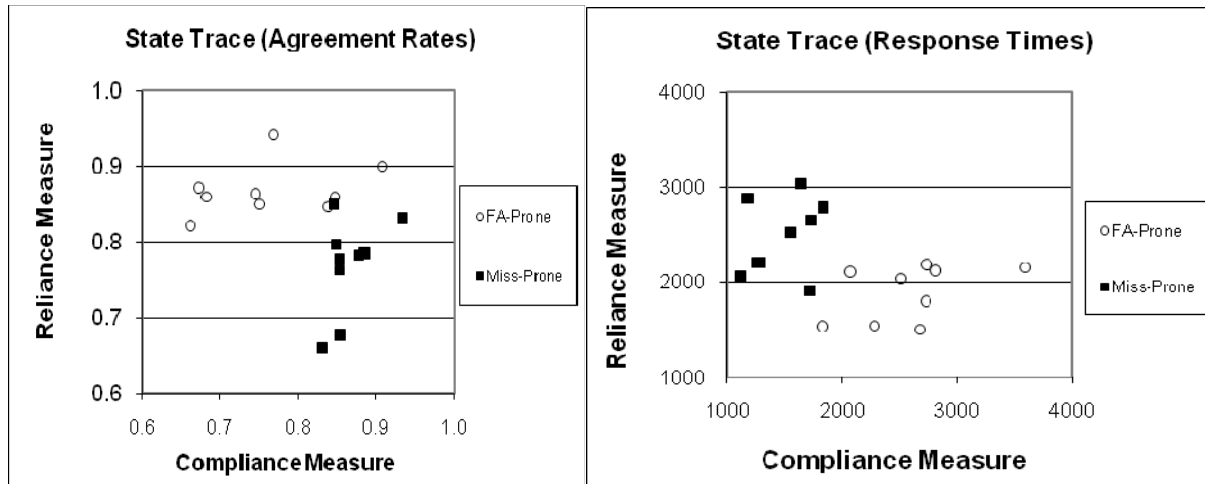 State Trace (Agreement Rates)
1.0
0.9
0.8
0.7
0.6
Reliance Measure
0.6 0.7 0.8 0.9 1.0
Compliance Measure
FA-Prone
Miss-Prone
State Trace (Response Times)
4000
3000
2000
1000
Reliance Measure
1000 2000 3000 4000
Compliance Measure
FA-Prone
Miss-Prone